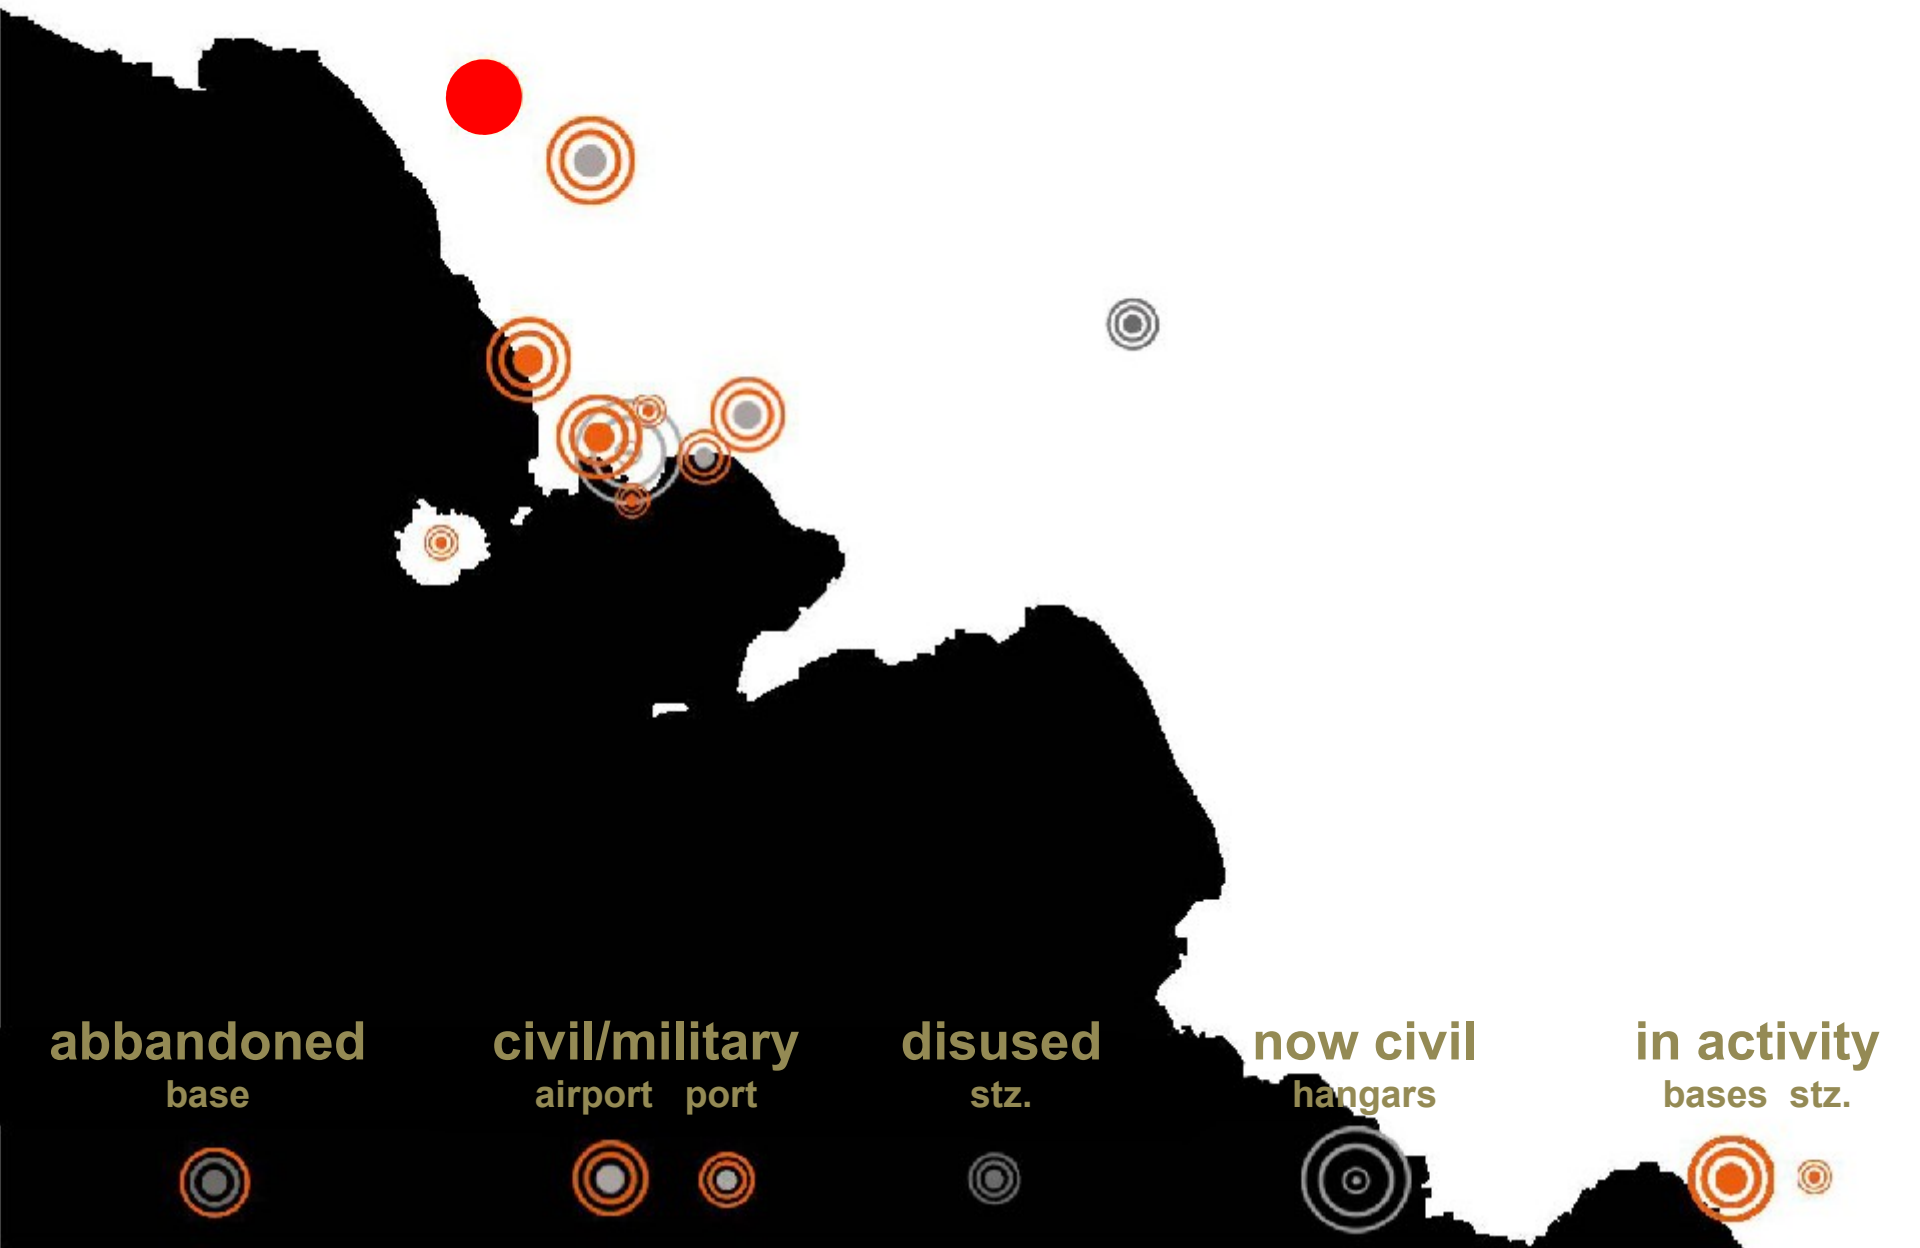 abbandoned civil/military disused now civil in activity
base airport port stz. hangars bases stz.